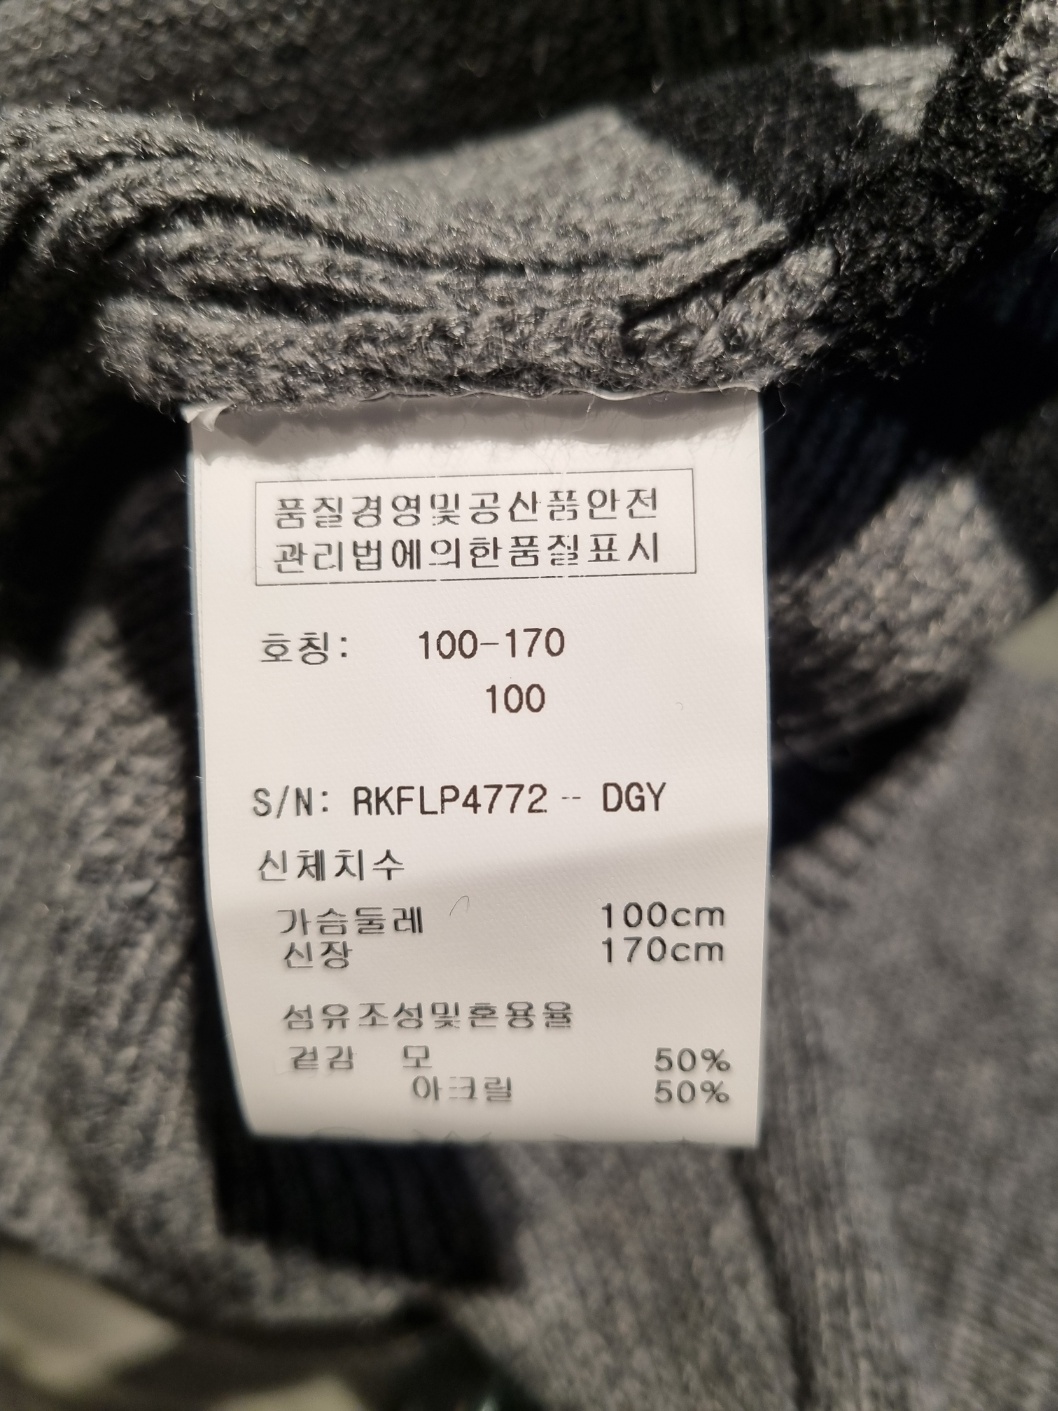 품질경영및공산품안전
관리법에의한품질표시
호칭: 100-170
100
S/N: RKFLP4772 -- DGY
신체치수
가슴둘레 100cm
신장 170cm
섬유조성및혼용율
겉감 모 50%
아크릴 50%